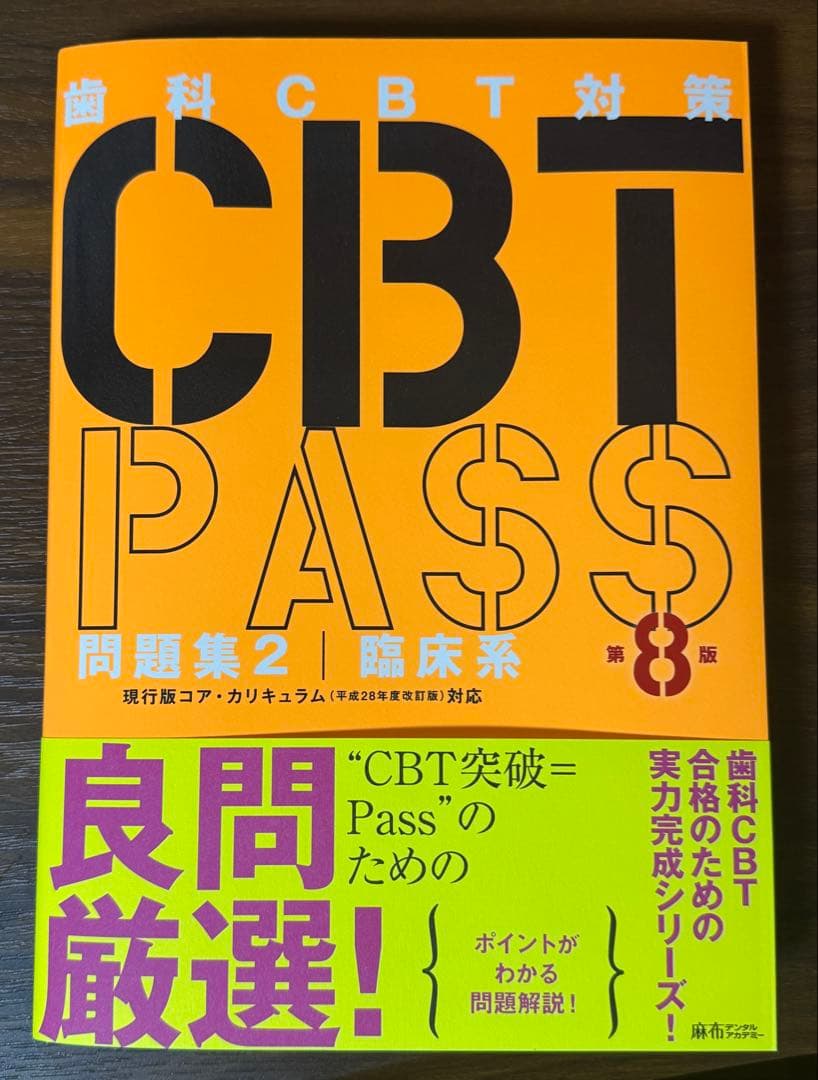 歯科CBT対策
CBT
PASS
問題集2｜臨床系
第8版
現行版コア・カリキュラム（平成28年度改訂版）対応
良問
厳選！
“CBT突破＝
Pass”の
ための
ポイントが
わかる
問題解説！
歯科CBT
合格のための
実力完成シリーズ！
麻布デンタル
アカデミー